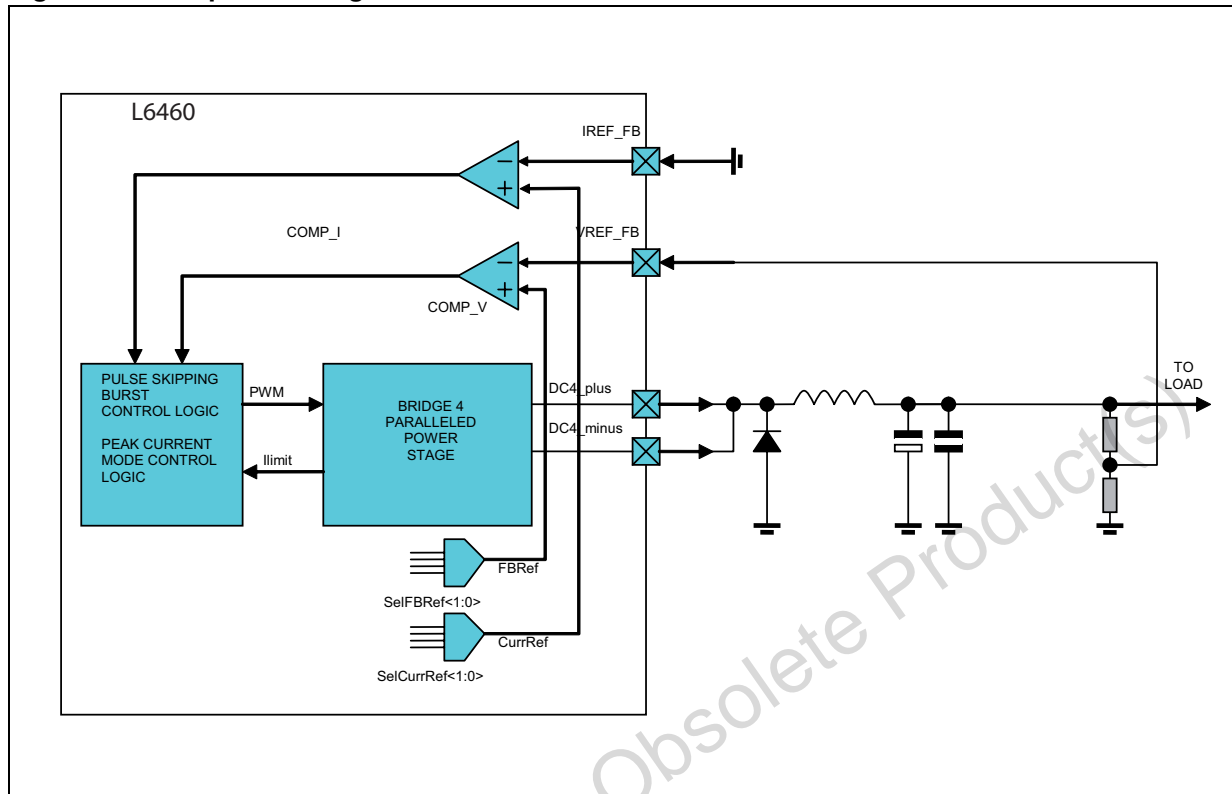 L6460
IREF_FB
COMP_I
VREF_FB
COMP_V
PULSE SKIPPING
BURST
CONTROL LOGIC
PEAK CURRENT
MODE CONTROL
LOGIC
PWM
Ilimit
BRIDGE 4
PARALLELED
POWER
STAGE
DC4_plus
DC4_minus
TO
LOAD
FBRef
SelFBRef<1:0>
CurrRef
SelCurrRef<1:0>
Obsolete Product(s)